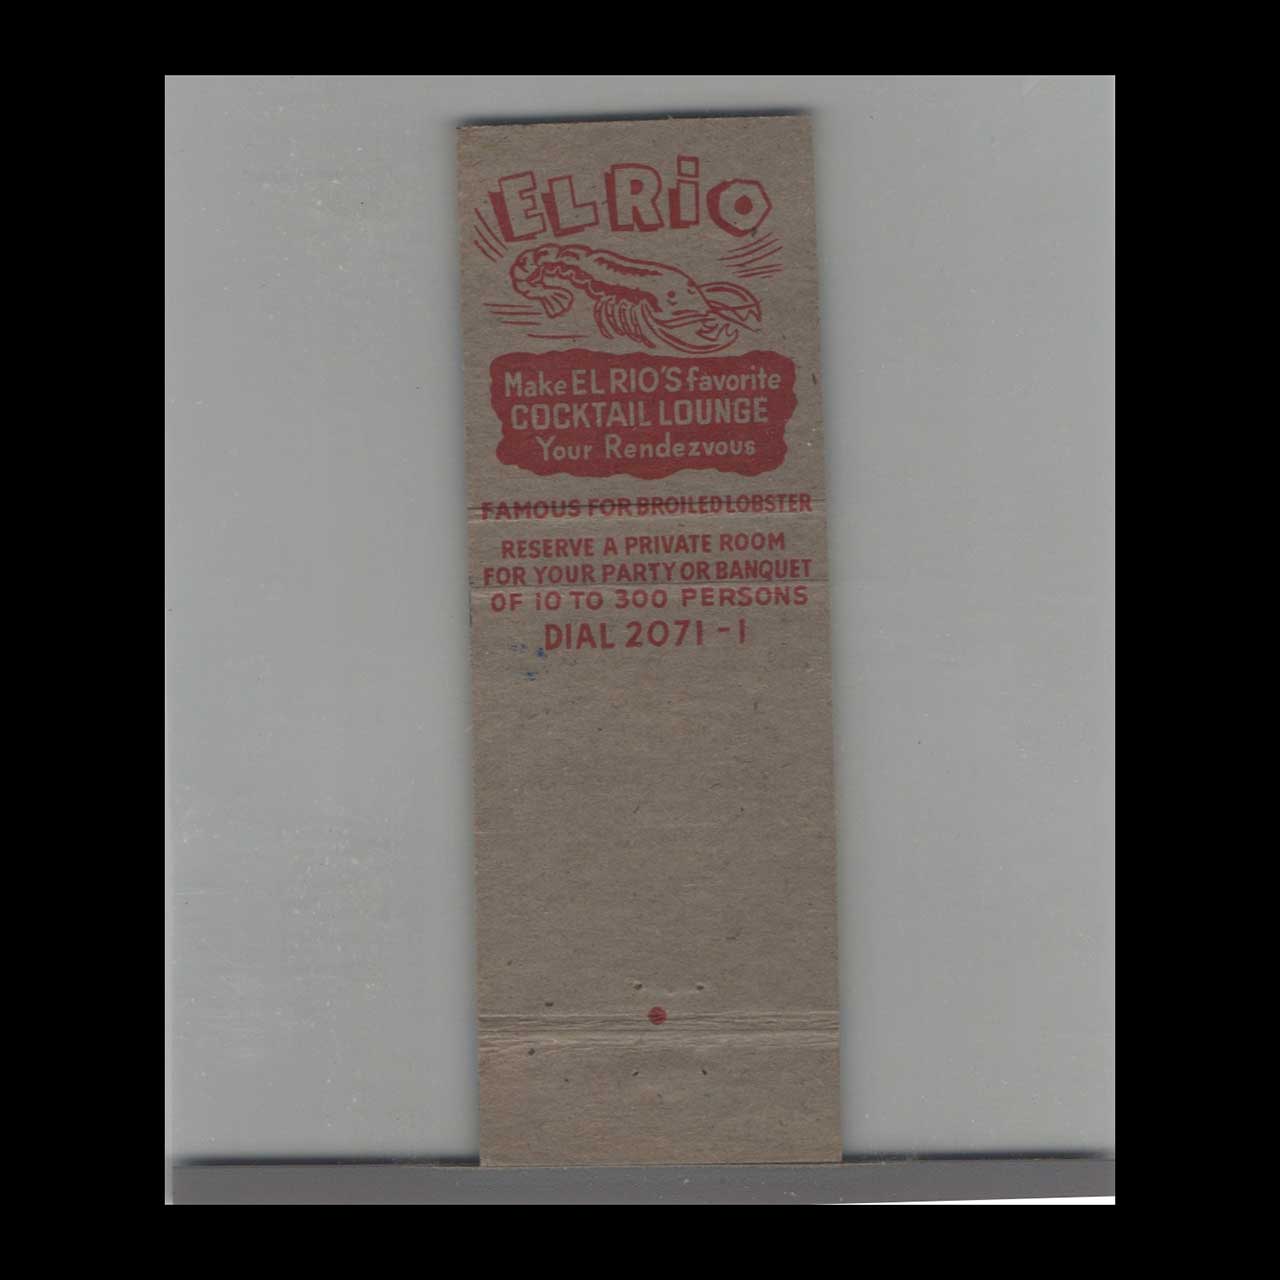 EL RiO
Make EL RIO'S favorite
COCKTAIL LOUNGE
Your Rendezvous
FAMOUS FOR BROILED LOBSTER
RESERVE A PRIVATE ROOM
FOR YOUR PARTY OR BANQUET
OF 10 TO 300 PERSONS
DIAL 2071-1